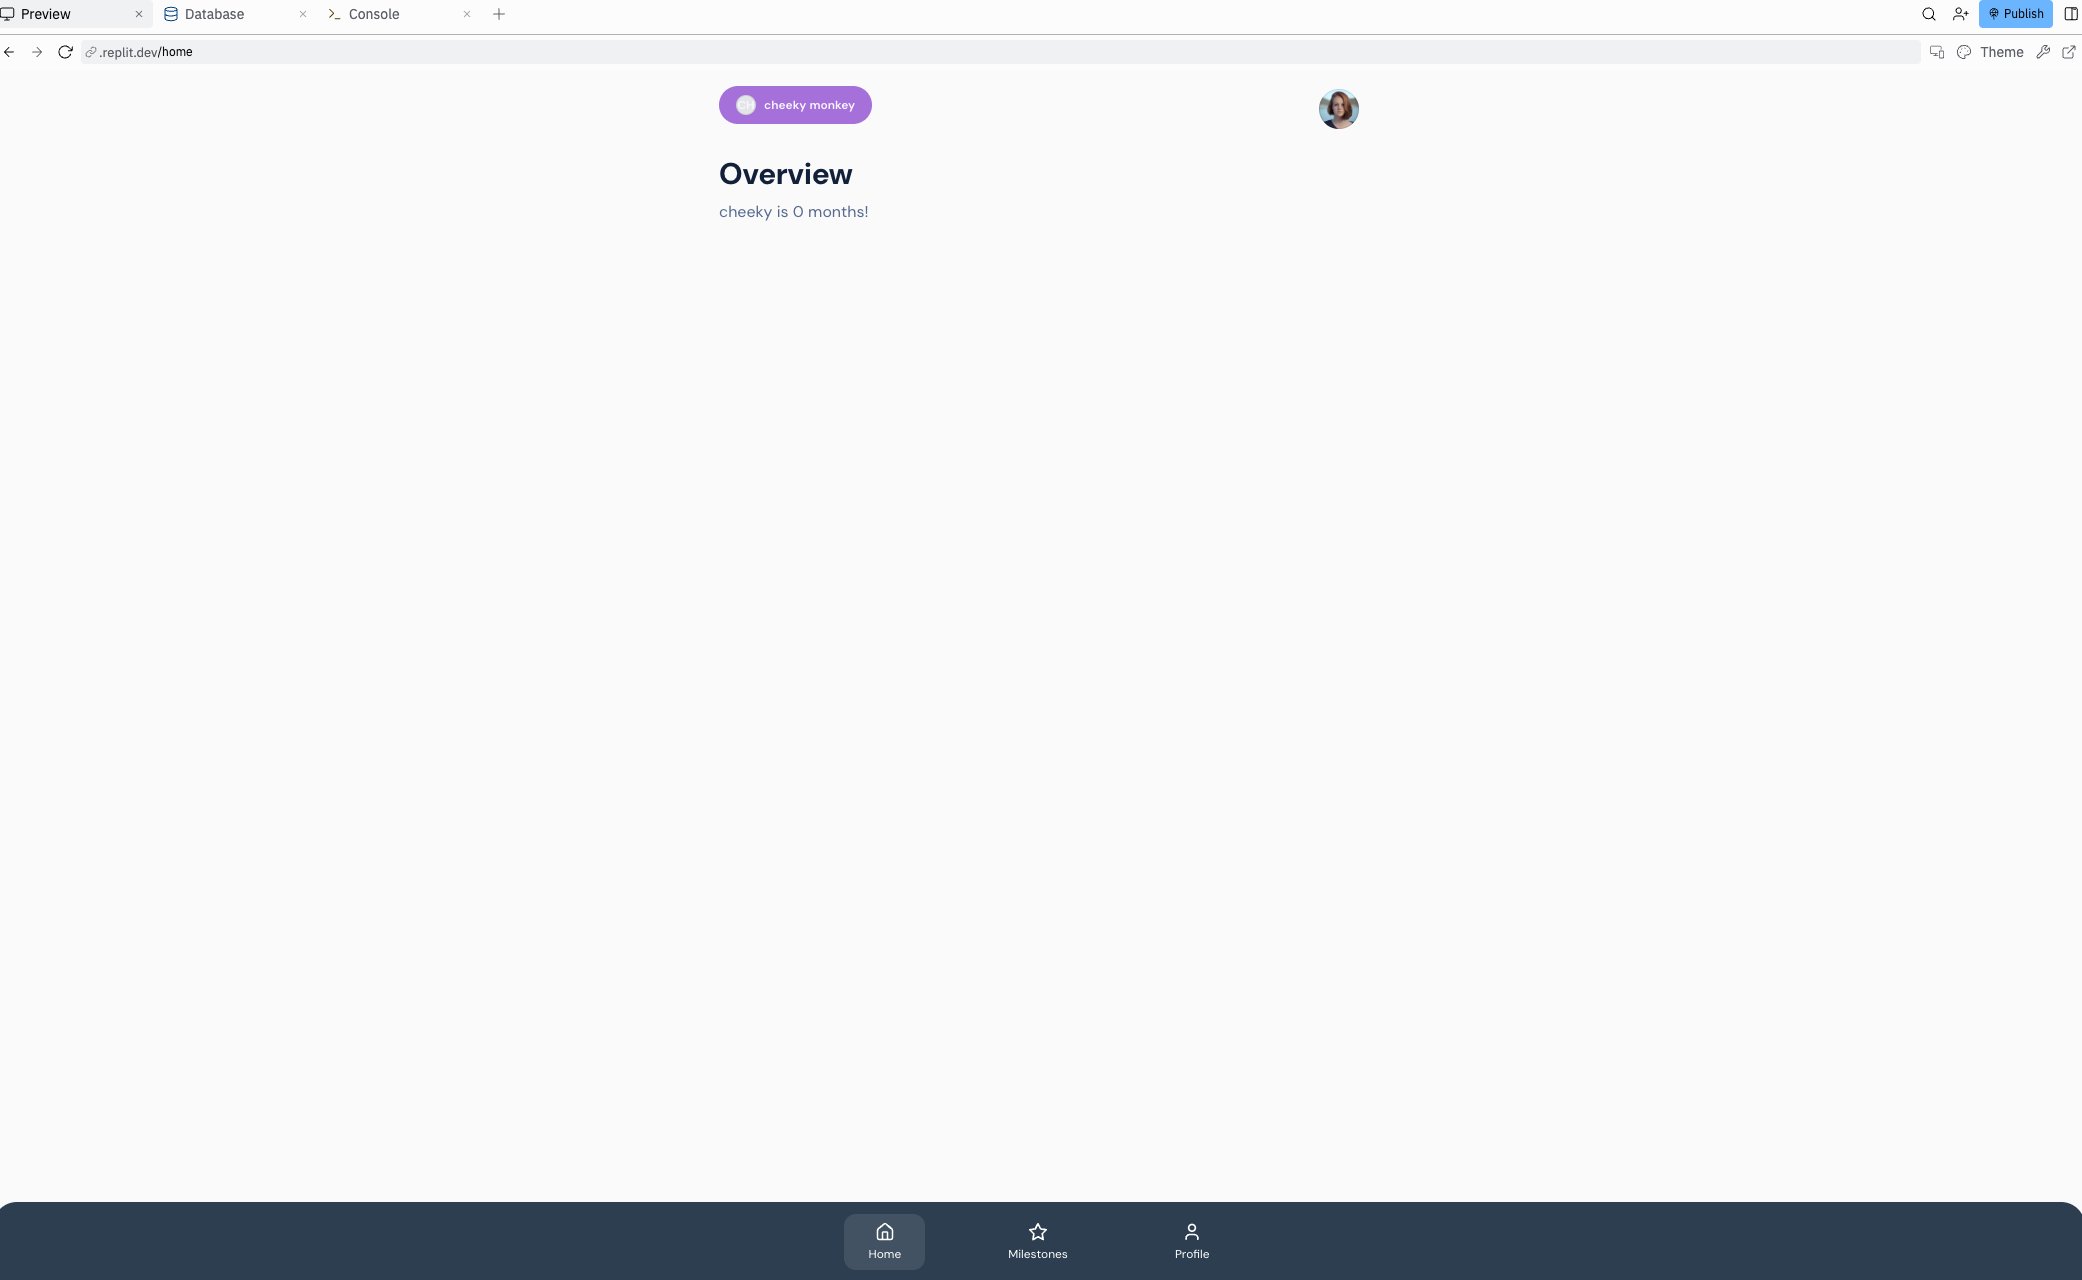 Preview
Database
Console
Publish
.replit.dev/home
Theme
CH cheeky monkey
Overview
cheeky is 0 months!
Home
Milestones
Profile